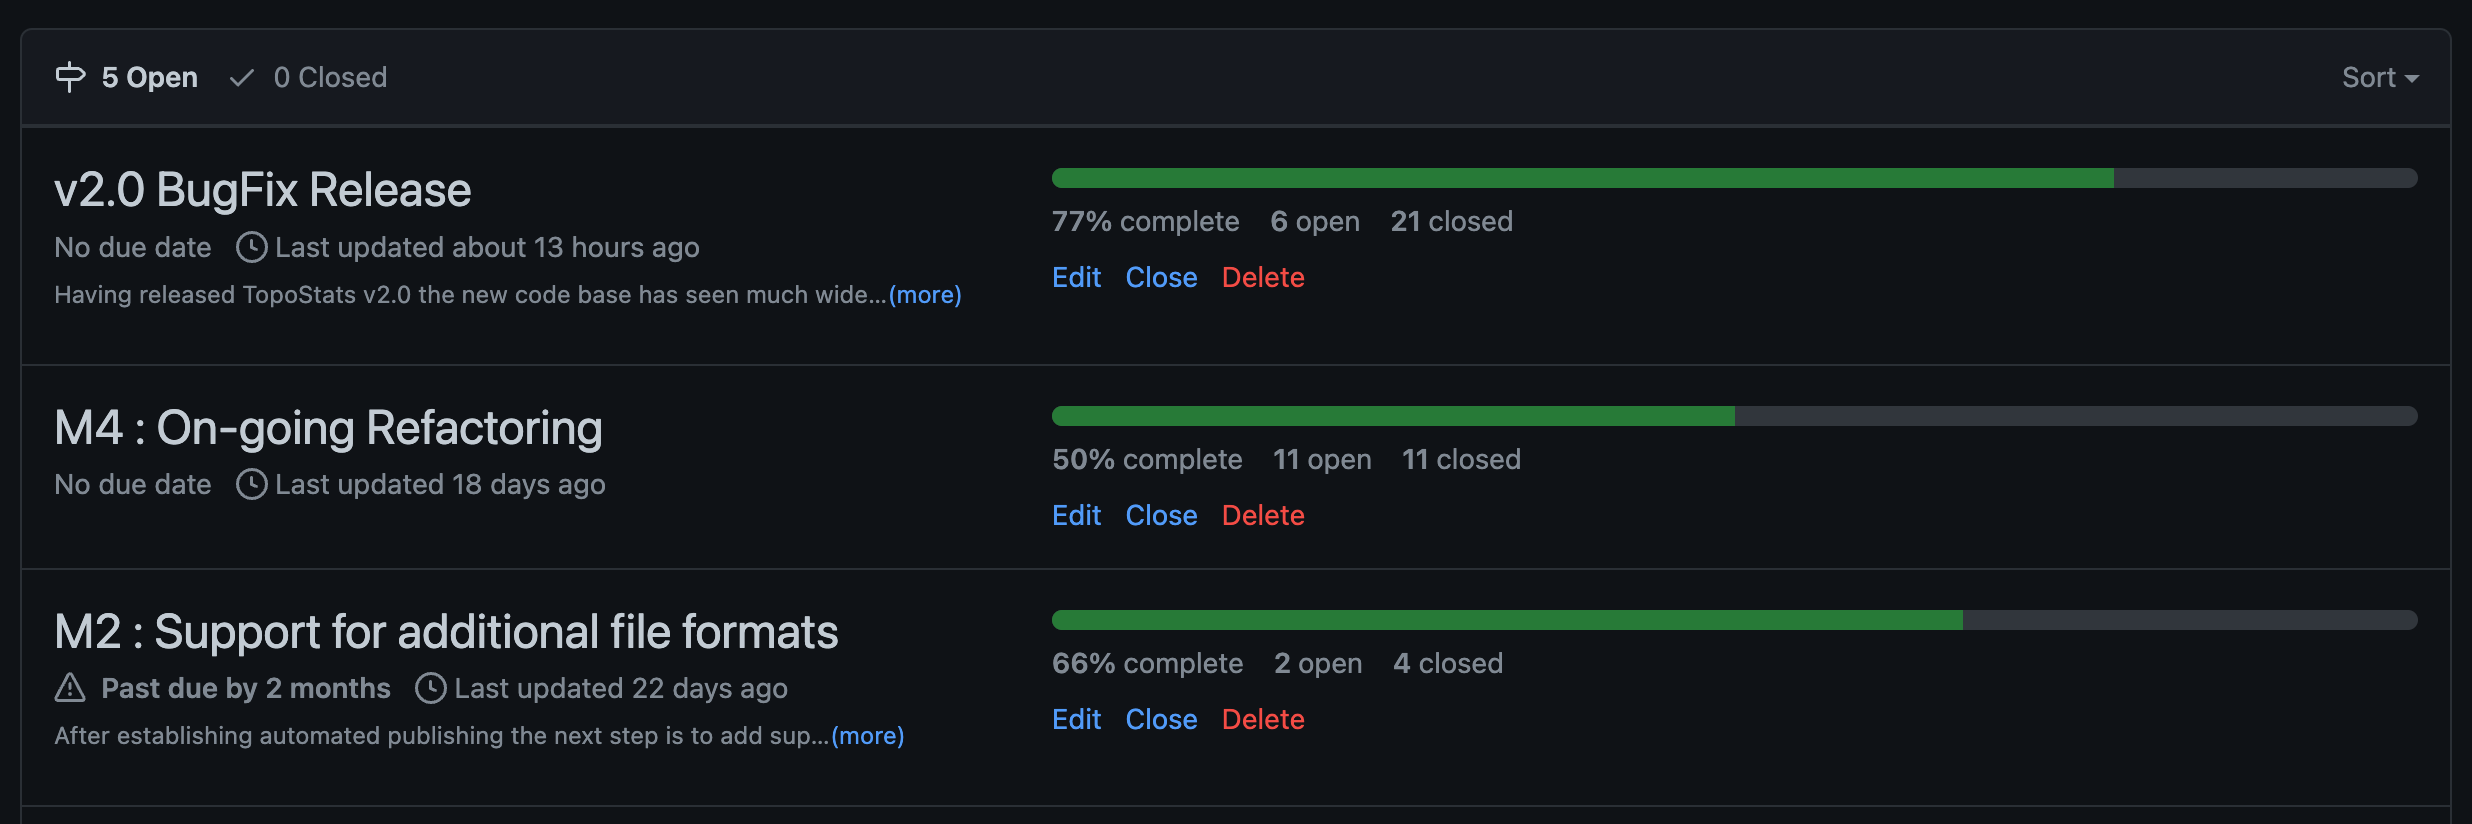 5 Open 0 Closed Sort
v2.0 BugFix Release
No due date Last updated about 13 hours ago
Having released TopoStats v2.0 the new code base has seen much wide...(more)
77% complete 6 open 21 closed
Edit Close Delete
M4 : On-going Refactoring
No due date Last updated 18 days ago
50% complete 11 open 11 closed
Edit Close Delete
M2 : Support for additional file formats
Past due by 2 months Last updated 22 days ago
After establishing automated publishing the next step is to add sup...(more)
66% complete 2 open 4 closed
Edit Close Delete